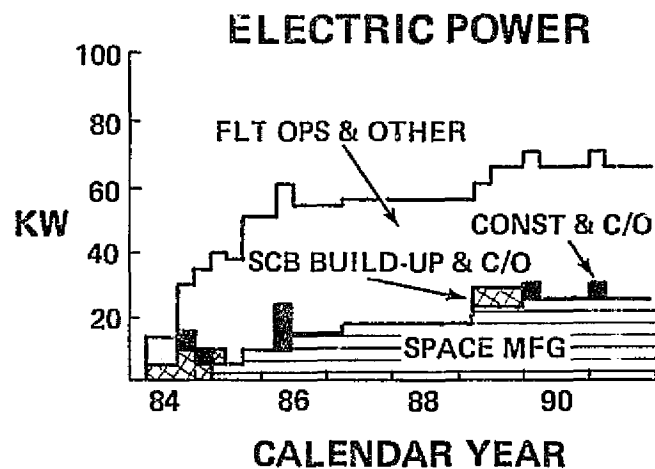 ELECTRIC POWER
100
80
60
KW
40
20
FLT OPS & OTHER
CONST & C/O
SCB BUILD-UP & C/O
SPACE MFG
84 86 88 90
CALENDAR YEAR